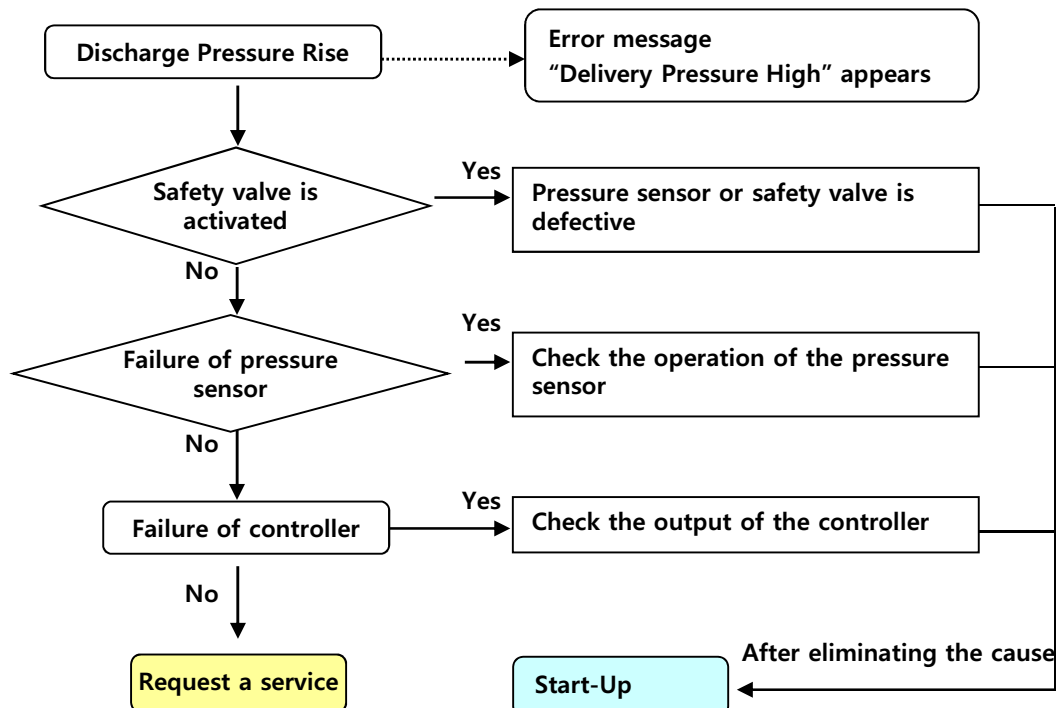 Discharge Pressure Rise
Error message
“Delivery Pressure High” appears
Safety valve is
activated
Yes
Pressure sensor or safety valve is
defective
No
Failure of pressure
sensor
Yes
Check the operation of the pressure
sensor
No
Failure of controller
Yes
Check the output of the controller
No
After eliminating the cause
Request a service
Start-Up